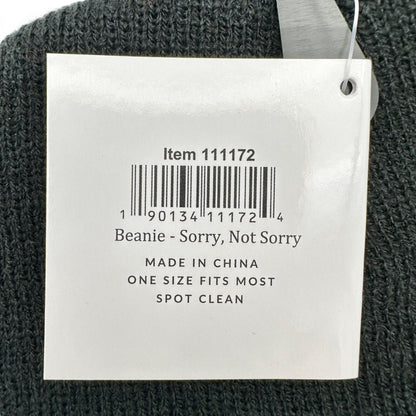 Item 111172
1 90134 11172 4
Beanie - Sorry, Not Sorry
MADE IN CHINA
ONE SIZE FITS MOST
SPOT CLEAN